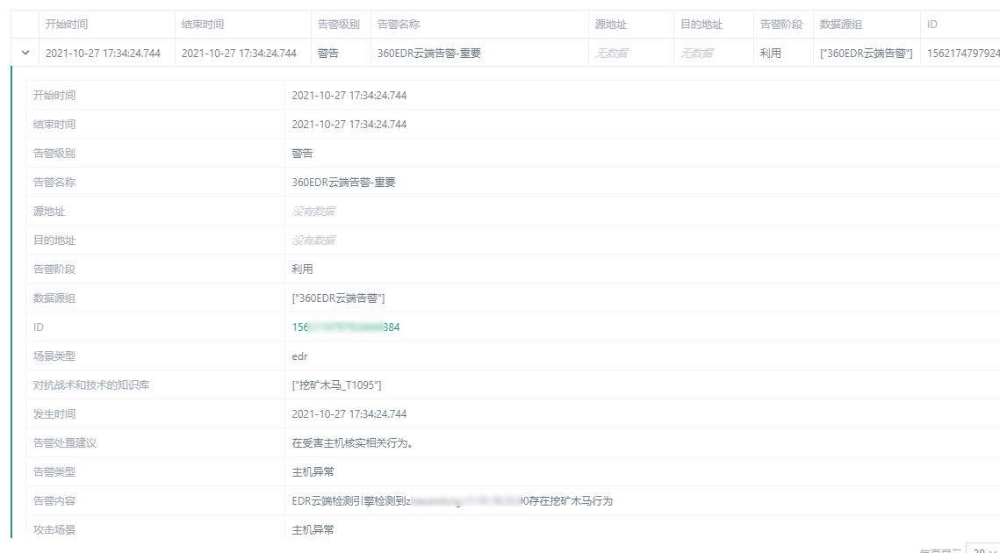 开始时间 结束时间 告警级别 告警名称 源地址 目的地址 告警阶段 数据源组 ID
2021-10-27 17:34:24.744 2021-10-27 17:34:24.744 警告 360EDR云端告警-重要 无数据 无数据 利用 ["360EDR云端告警"] 1562174797924
开始时间 2021-10-27 17:34:24.744
结束时间 2021-10-27 17:34:24.744
告警级别 警告
告警名称 360EDR云端告警-重要
源地址 没有数据
目的地址 没有数据
告警阶段 利用
数据源组 ["360EDR云端告警"]
ID 156 384
场景类型 edr
对抗战术和技术的知识库 ["挖矿木马_T1095"]
发生时间 2021-10-27 17:34:24.744
告警处置建议 在受害主机核实相关行为。
告警类型 主机异常
告警内容 EDR云端检测引擎检测到z 0存在挖矿木马行为
攻击场景 主机异常